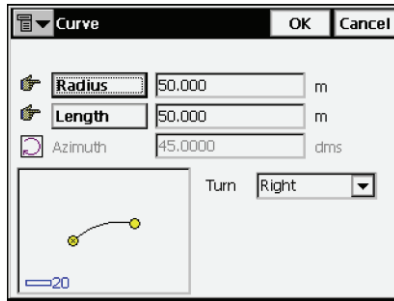 Curve OK Cancel
Radius 50.000 m
Length 50.000 m
Azimuth 45.0000 dms
Turn Right
20